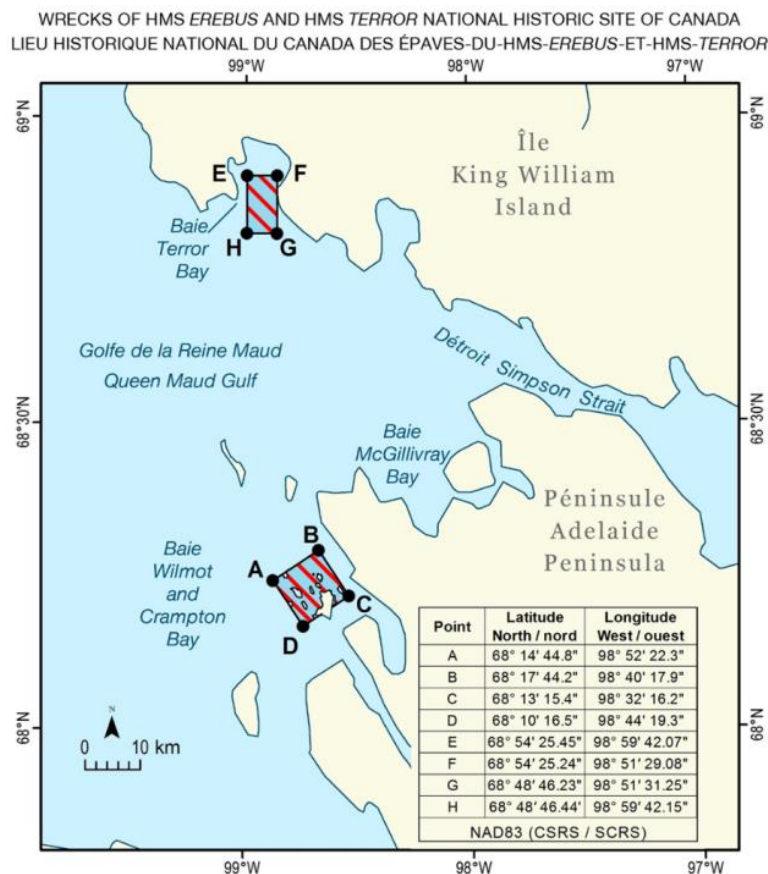 WRECKS OF HMS EREBUS AND HMS TERROR NATIONAL HISTORIC SITE OF CANADA
LIEU HISTORIQUE NATIONAL DU CANADA DES ÉPAVES-DU-HMS-EREBUS-ET-HMS-TERROR
99°W 98°W 97°W
69°N 69°N
Île
King William
Island
E F
Baie
Terror
Bay
H G
Golfe de la Reine Maud
Queen Maud Gulf
Détroit Simpson Strait
68°30'N 68°30'N
Baie
McGillivray
Bay
Péninsule
Adelaide
Peninsula
B
A
C
D
Baie
Wilmot
and
Crampton
Bay
Point Latitude North / nord Longitude West / ouest
A 68° 14' 44.8" 98° 52' 22.3"
B 68° 17' 44.2" 98° 40' 17.9"
C 68° 13' 15.4" 98° 32' 16.2"
D 68° 10' 16.5" 98° 44' 19.3"
E 68° 54' 25.45" 98° 59' 42.07"
F 68° 54' 25.24" 98° 51' 29.08"
G 68° 48' 46.23" 98° 51' 31.25"
H 68° 48' 46.44' 98° 59' 42.15"
NAD83 (CSRS / SCRS)
68°N 68°N
N
0 10 km
99°W 98°W 97°W